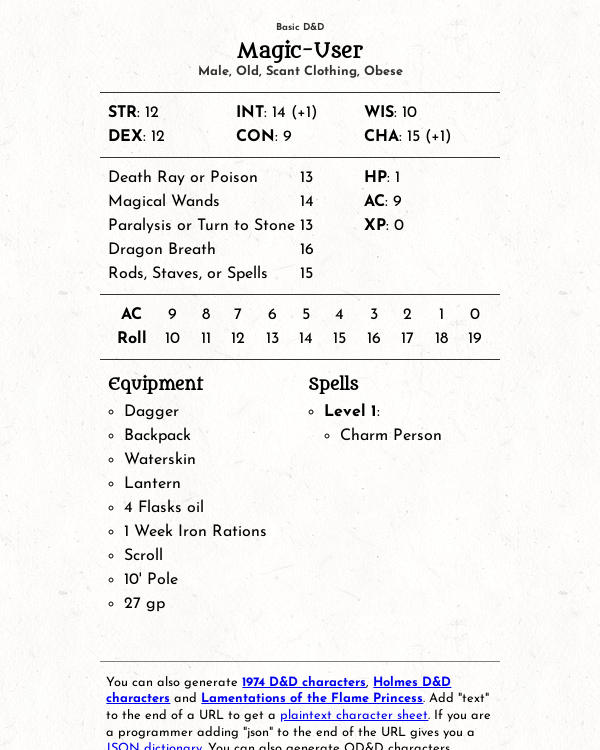 Basic D&D
Magic-User
Male, Old, Scant Clothing, Obese
STR: 12 INT: 14 (+1) WIS: 10
DEX: 12 CON: 9 CHA: 15 (+1)
Death Ray or Poison 13 HP: 1
Magical Wands 14 AC: 9
Paralysis or Turn to Stone 13 XP: 0
Dragon Breath 16
Rods, Staves, or Spells 15
AC 9 8 7 6 5 4 3 2 1 0
Roll 10 11 12 13 14 15 16 17 18 19
Equipment
Dagger
Backpack
Waterskin
Lantern
4 Flasks oil
1 Week Iron Rations
Scroll
10' Pole
27 gp
Spells
Level 1:
Charm Person
You can also generate 1974 D&D characters, Holmes D&D
characters and Lamentations of the Flame Princess. Add "text"
to the end of a URL to get a plaintext character sheet. If you are
a programmer adding "json" to the end of the URL gives you a
JSON dictionary. You can also generate OD&D characters